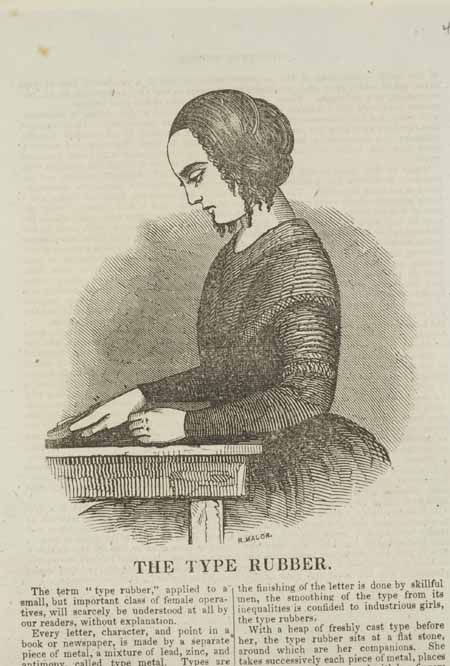 R. MALOR.
THE TYPE RUBBER.
The term "type rubber," applied to a
small, but important class of female opera-
tives, will scarcely be understood at all by
our readers, without explanation.
Every letter, character, and point in a
book or newspaper, is made by a separate
piece of metal, a mixture of lead, zinc, and
antimony, called type metal. Types are
the finishing of the letter is done by skillful
men, the smoothing of the type from its
inequalities is confided to industrious girls,
the type rubbers.
With a heap of freshly cast type before
her, the type rubber sits at a flat stone,
around which are her companions. She
takes successively each piece of metal, places